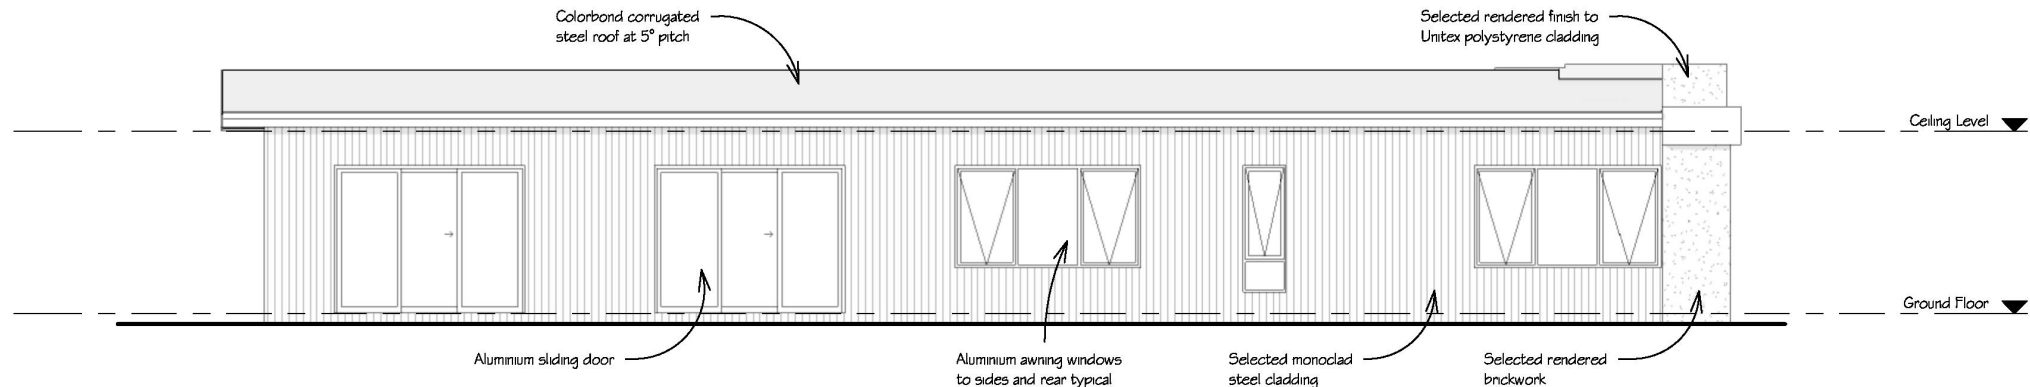 Colorbond corrugated
steel roof at 5° pitch
Selected rendered finish to
Unitex polystyrene cladding
Ceiling Level
Ground Floor
Aluminium sliding door
Aluminium awning windows
to sides and rear typical
Selected monoclad
steel cladding
Selected rendered
brickwork